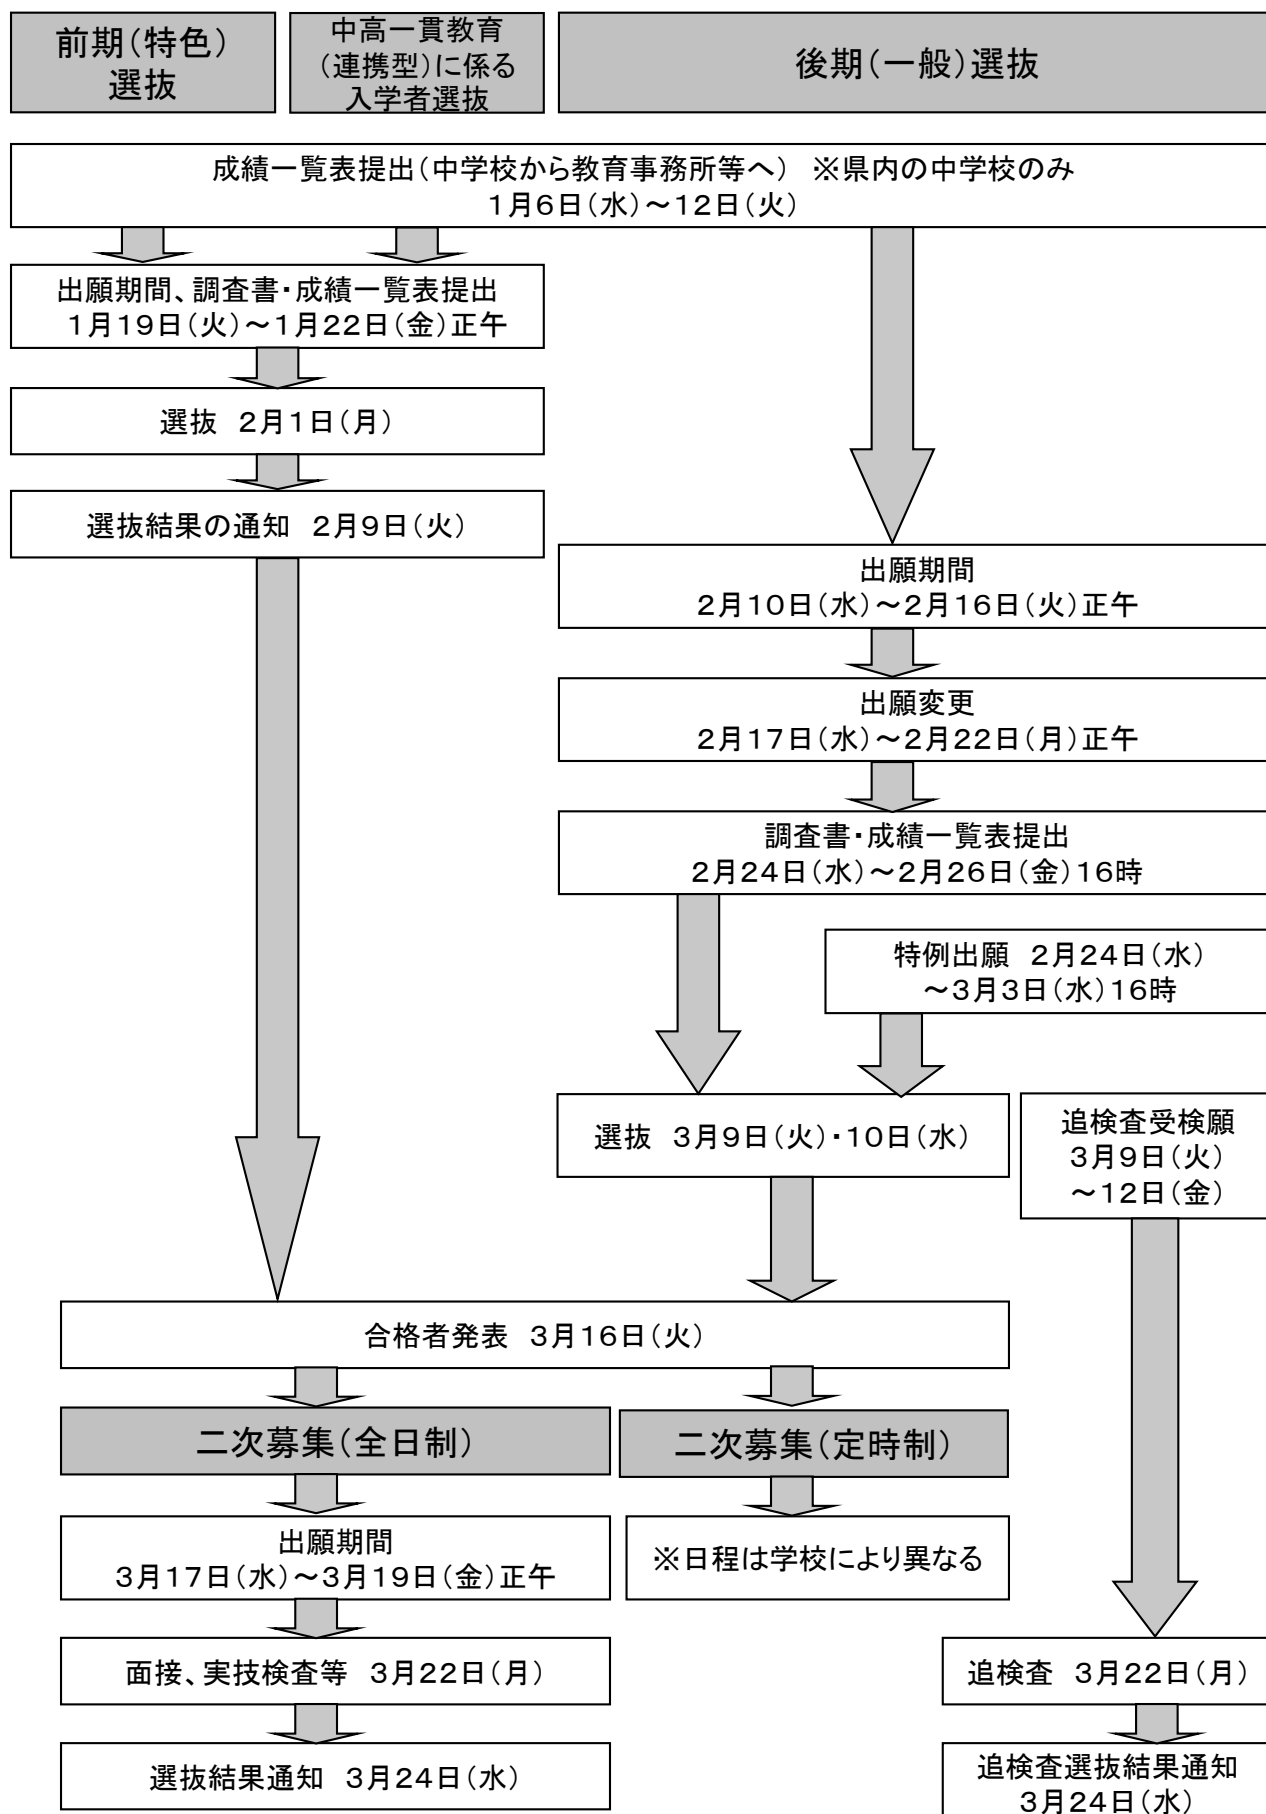 前期（特色）
選抜
中高一貫教育
（連携型）に係る
入学者選抜
後期（一般）選抜
成績一覧表提出（中学校から教育事務所等へ）　※県内の中学校のみ
１月６日（水）～１２日（火）
出願期間、調査書・成績一覧表提出
１月１９日（火）～１月２２日（金）正午
選抜　２月１日（月）
選抜結果の通知　２月９日（火）
出願期間
２月１０日（水）～２月１６日（火）正午
出願変更
２月１７日（水）～２月２２日（月）正午
調査書・成績一覧表提出
２月２４日（水）～２月２６日（金）１６時
特例出願　２月２４日（水）
～３月３日（水）１６時
選抜　３月９日（火）・１０日（水）
追検査受検願
３月９日（火）
～１２日（金）
合格者発表　３月１６日（火）
二次募集（全日制）
二次募集（定時制）
出願期間
３月１７日（水）～３月１９日（金）正午
※日程は学校により異なる
面接、実技検査等　３月２２日（月）
追検査　３月２２日（月）
選抜結果通知　３月２４日（水）
追検査選抜結果通知
３月２４日（水）